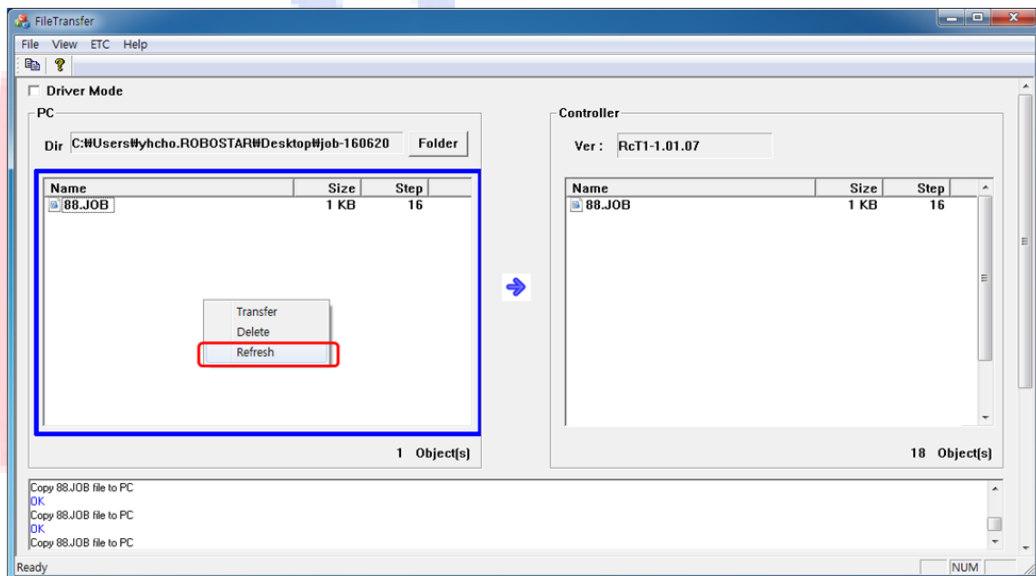 FileTransfer
File View ETC Help
Driver Mode
PC
Dir C:₩Users₩yhcho.ROBOSTAR₩Desktop₩job-160620 Folder
Name Size Step
88.JOB 1 KB 16
Transfer
Delete
Refresh
1 Object(s)
Controller
Ver : RcT1-1.01.07
Name Size Step
88.JOB 1 KB 16
18 Object(s)
Copy 88.JOB file to PC
OK
Copy 88.JOB file to PC
OK
Copy 88.JOB file to PC
Ready NUM